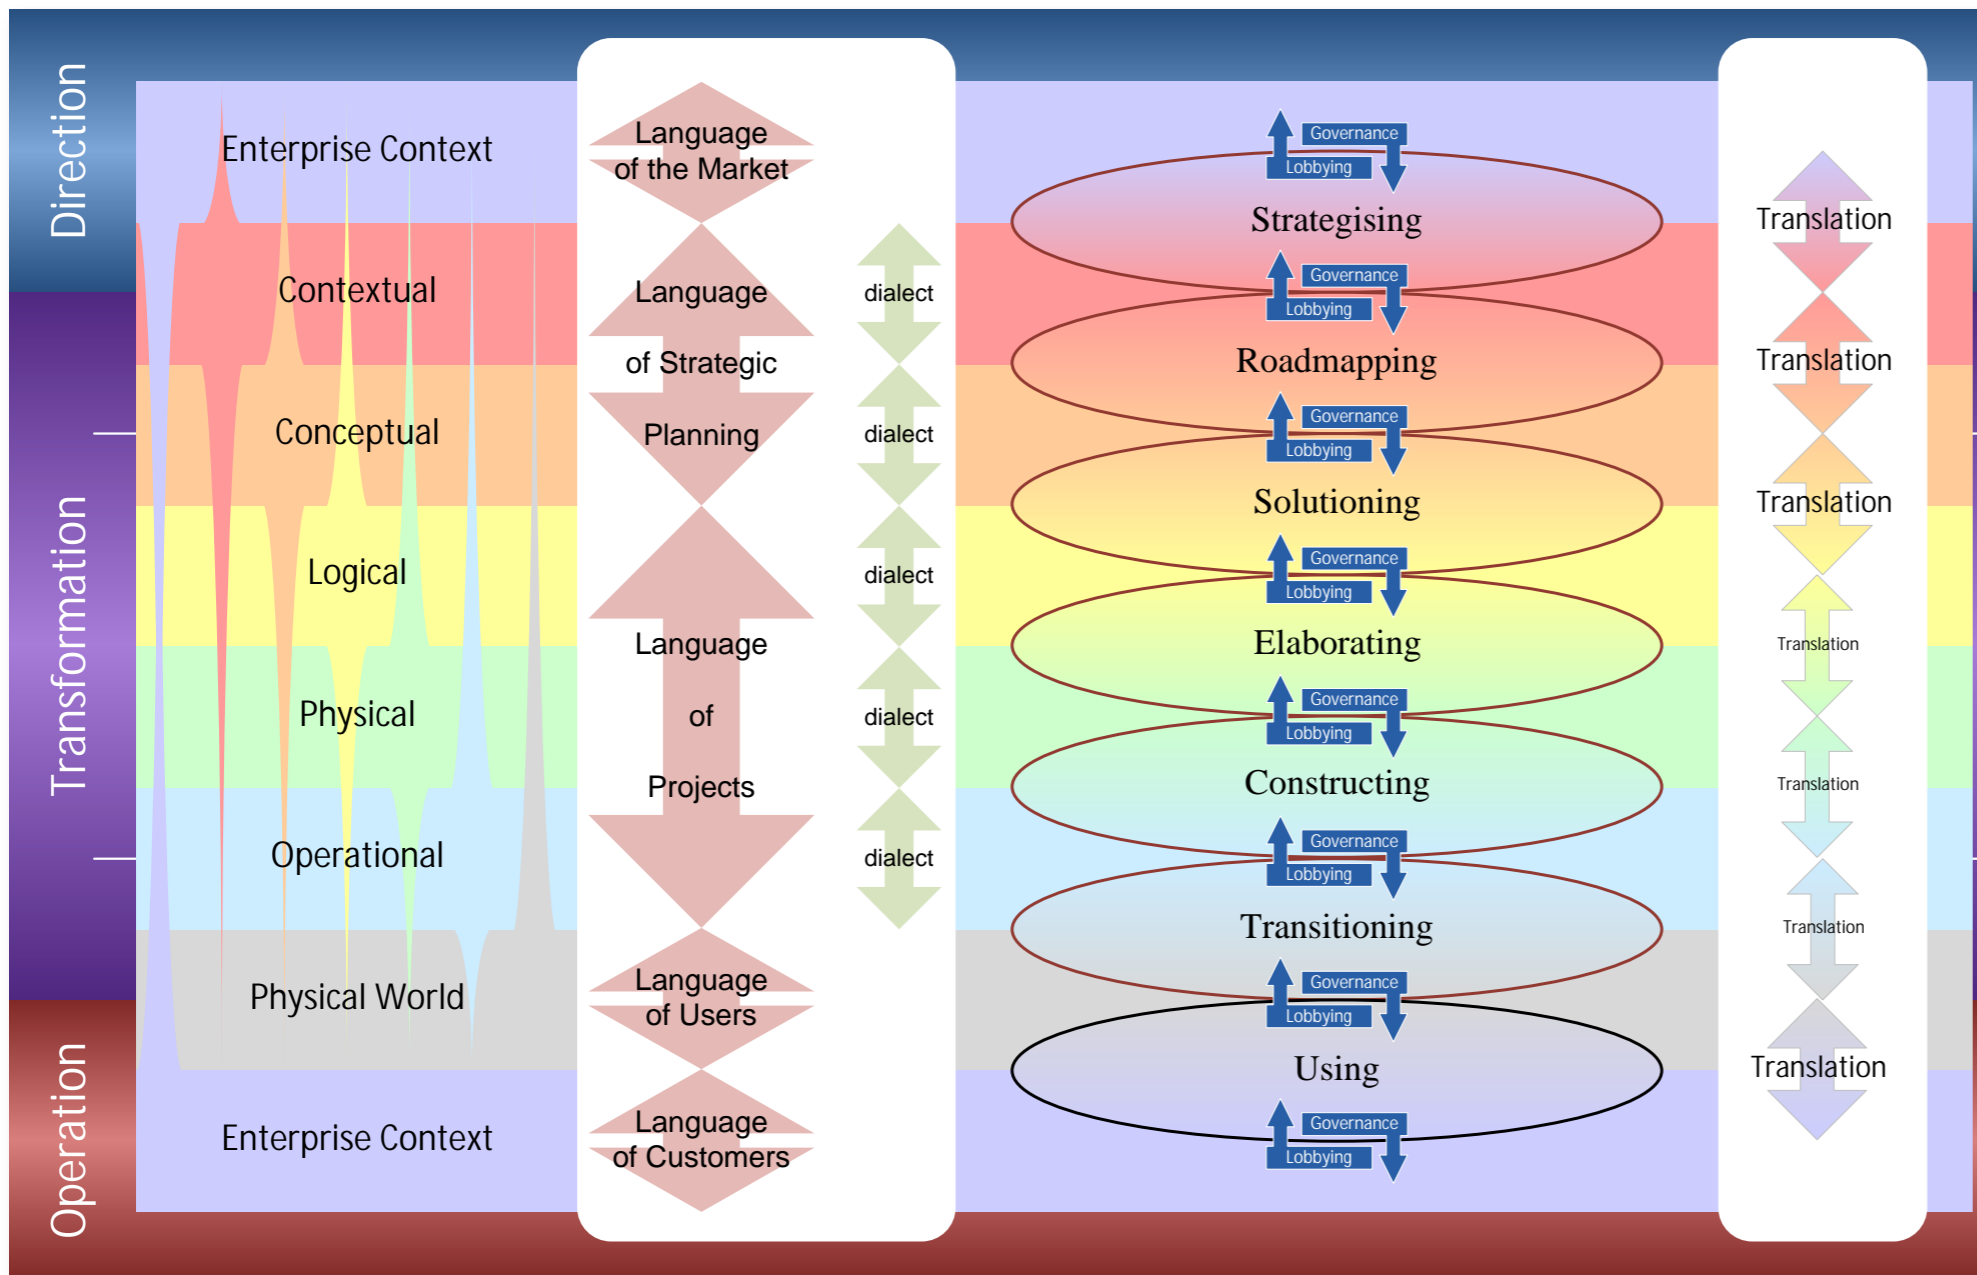 Direction
Transformation
Operation
Enterprise Context
Contextual
Conceptual
Logical
Physical
Operational
Physical World
Enterprise Context
Language
of the Market
Language
of Strategic
Planning
Language
of
Projects
Language
of Users
Language
of Customers
dialect
dialect
dialect
dialect
dialect
Governance
Lobbying
Strategising
Governance
Lobbying
Roadmapping
Governance
Lobbying
Solutioning
Governance
Lobbying
Elaborating
Governance
Lobbying
Constructing
Governance
Lobbying
Transitioning
Governance
Lobbying
Using
Governance
Lobbying
Translation
Translation
Translation
Translation
Translation
Translation
Translation